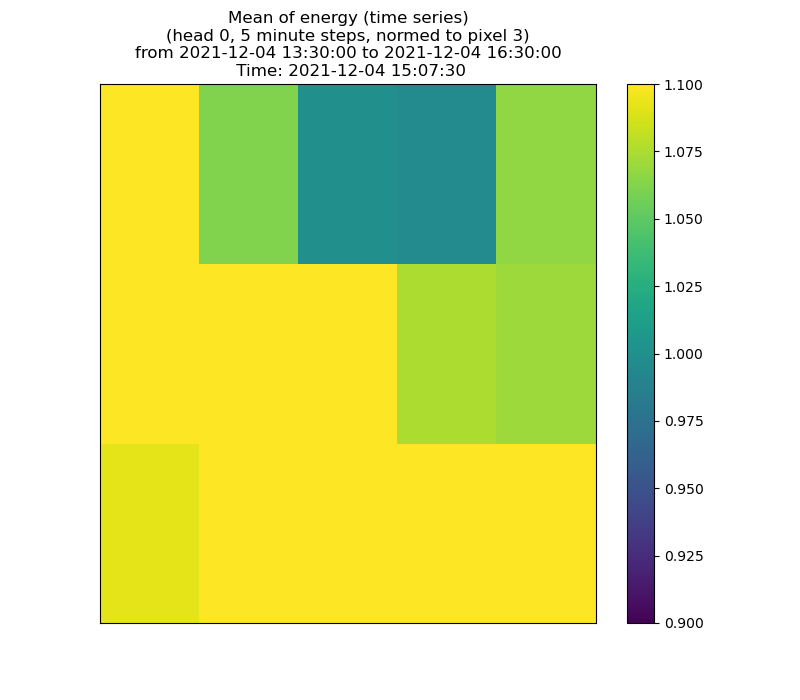 Mean of energy (time series)
(head 0, 5 minute steps, normed to pixel 3)
from 2021-12-04 13:30:00 to 2021-12-04 16:30:00
Time: 2021-12-04 15:07:30
1.100
1.075
1.050
1.025
1.000
0.975
0.950
0.925
0.900